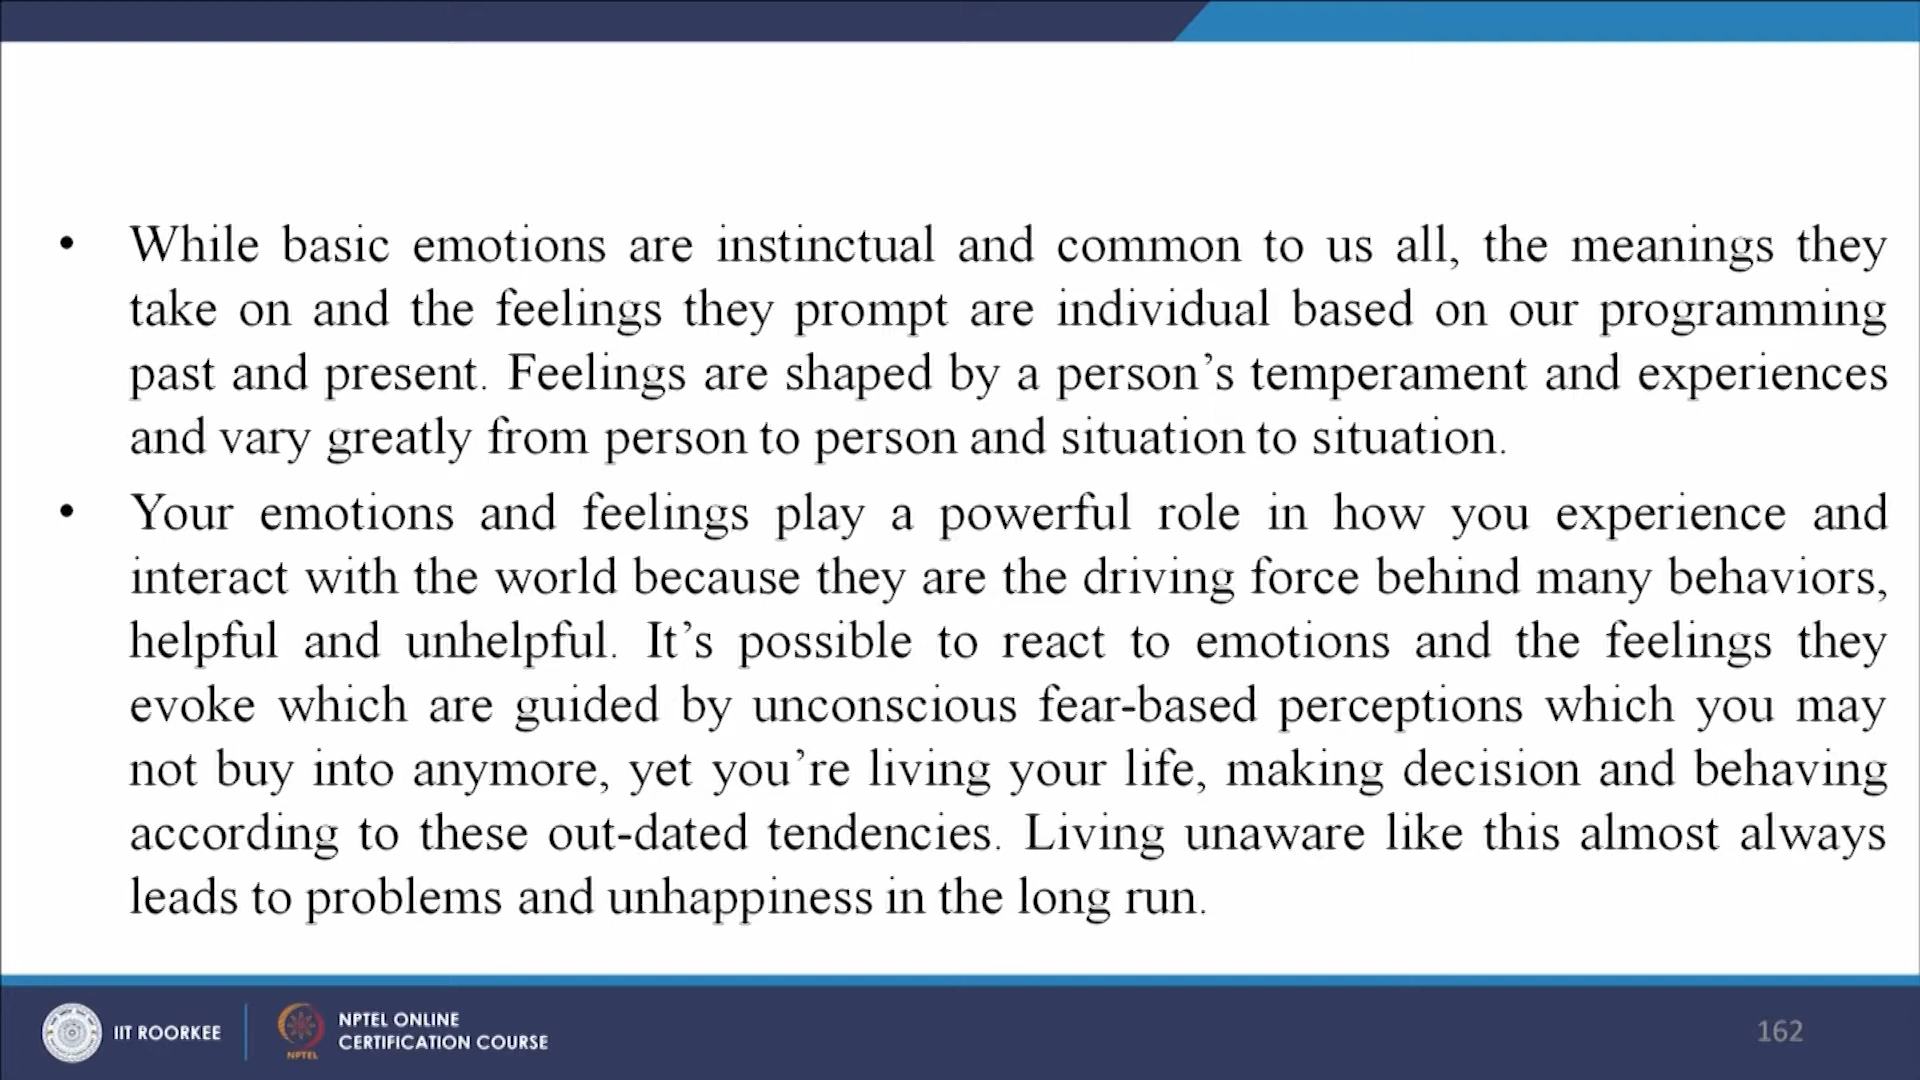 • While basic emotions are instinctual and common to us all, the meanings they
take on and the feelings they prompt are individual based on our programming
past and present. Feelings are shaped by a person’s temperament and experiences
and vary greatly from person to person and situation to situation.
• Your emotions and feelings play a powerful role in how you experience and
interact with the world because they are the driving force behind many behaviors,
helpful and unhelpful. It’s possible to react to emotions and the feelings they
evoke which are guided by unconscious fear-based perceptions which you may
not buy into anymore, yet you’re living your life, making decision and behaving
according to these out-dated tendencies. Living unaware like this almost always
leads to problems and unhappiness in the long run.
IIT ROORKEE
NPTEL
NPTEL ONLINE
CERTIFICATION COURSE
162